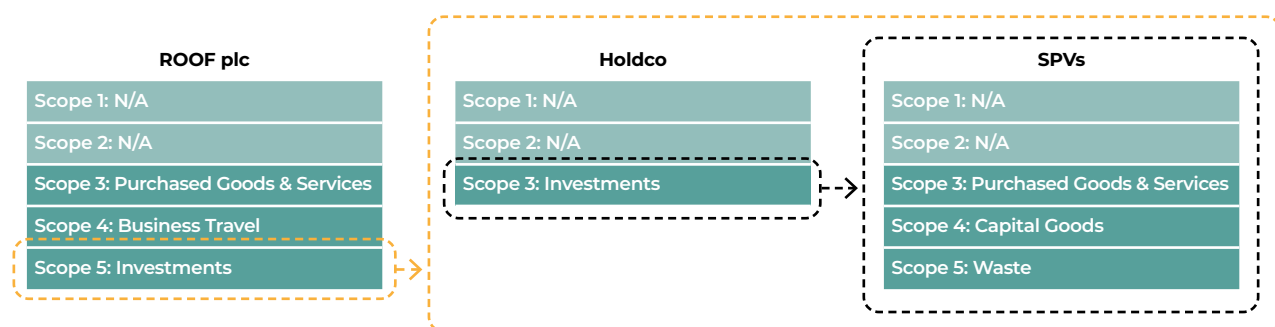 ROOF plc
Scope 1: N/A
Scope 2: N/A
Scope 3: Purchased Goods & Services
Scope 4: Business Travel
Scope 5: Investments
Holdco
Scope 1: N/A
Scope 2: N/A
Scope 3: Investments
SPVs
Scope 1: N/A
Scope 2: N/A
Scope 3: Purchased Goods & Services
Scope 4: Capital Goods
Scope 5: Waste